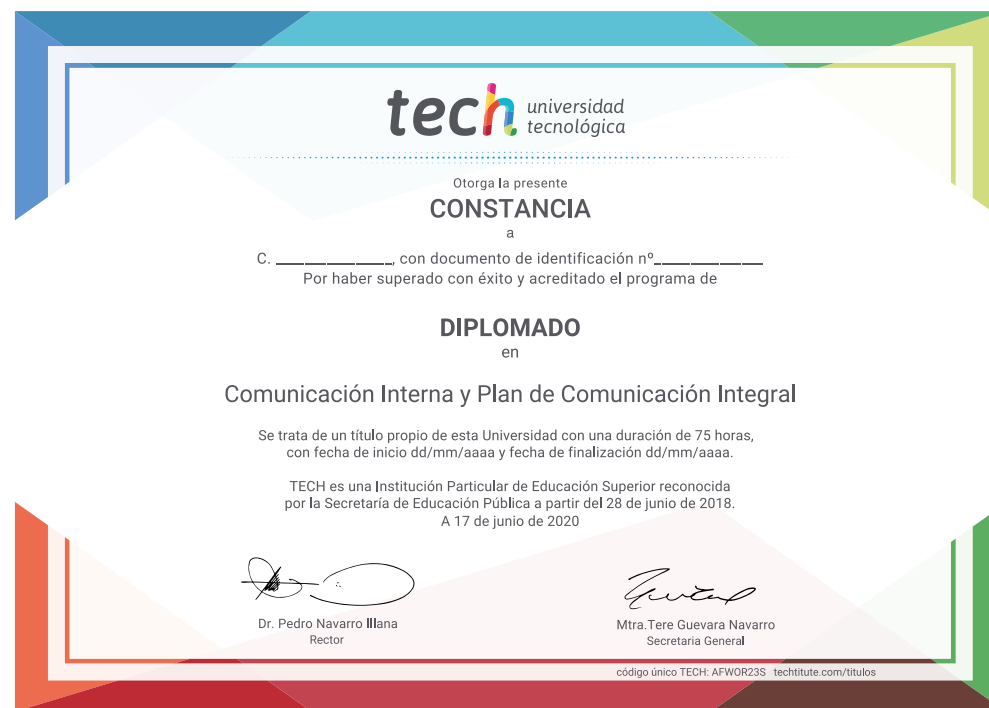 tech universidad
tecnológica
Otorga la presente
CONSTANCIA
a
C. ______________, con documento de identificación nº_____________
Por haber superado con éxito y acreditado el programa de
DIPLOMADO
en
Comunicación Interna y Plan de Comunicación Integral
Se trata de un título propio de esta Universidad con una duración de 75 horas,
con fecha de inicio dd/mm/aaaa y fecha de finalización dd/mm/aaaa.
TECH es una Institución Particular de Educación Superior reconocida
por la Secretaría de Educación Pública a partir del 28 de junio de 2018.
A 17 de junio de 2020
Dr. Pedro Navarro Illana
Rector
Mtra.Tere Guevara Navarro
Secretaria General
código único TECH: AFWOR23S techtitute.com/titulos